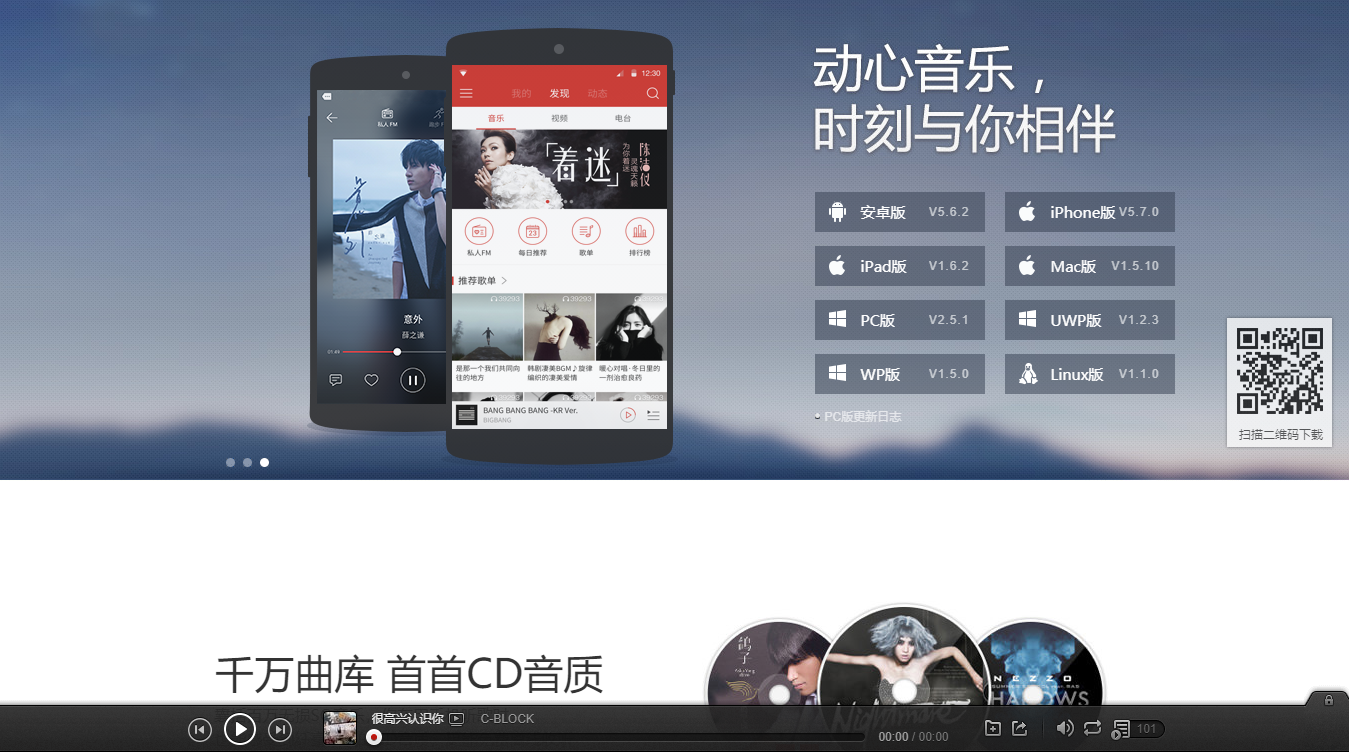 动心音乐，
时刻与你相伴
安卓版 V5.6.2
iPhone版 V5.7.0
iPad版 V1.6.2
Mac版 V1.5.10
PC版 V2.5.1
UWP版 V1.2.3
WP版 V1.5.0
Linux版 V1.1.0
PC版更新日志
扫描二维码下载
私人FM
意外
薛之谦
01:49
12:30
我的 发现 动态
音乐 视频 电台
「着迷」
陈洁仪
灵魂天籁
为你着迷
23
私人FM 每日推荐 歌单 排行榜
推荐歌单
39293 39293 39293
是那一个我们共同向
往的地方
韩剧凄美BGM♪旋律
编织的凄美爱情
暖心对唱·冬日里的
一剂治愈良药
39293 39293 39293
BANG BANG BANG -KR Ver.
BIGBANG
千万曲库 首首CD音质
鸽子
NEZZO
SHADOWS
Nightmare
很高兴认识你 C-BLOCK
00:00 / 00:00
101